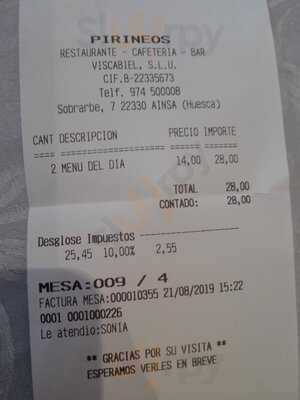 PIRINEOS
RESTAURANTE - CAFETERIA - BAR
VISCABIEL, S.L.U.
CIF.B-22335673
Telf. 974 500008
Sobrarbe, 7 22330 AINSA (Huesca)
CANT DESCRIPCION PRECIO IMPORTE
==== ==================== ====== =======
2 MENU DEL DIA 14,00 28,00
TOTAL 28,00
CONTADO: 28,00
Desglose Impuestos --------------
25,45 10,00% 2,55
MESA:009 / 4
FACTURA MESA:000010355 21/08/2019 15:22
0001 0001000226
Le atendio:SONIA
** GRACIAS POR SU VISITA **
ESPERAMOS VERLES EN BREVE